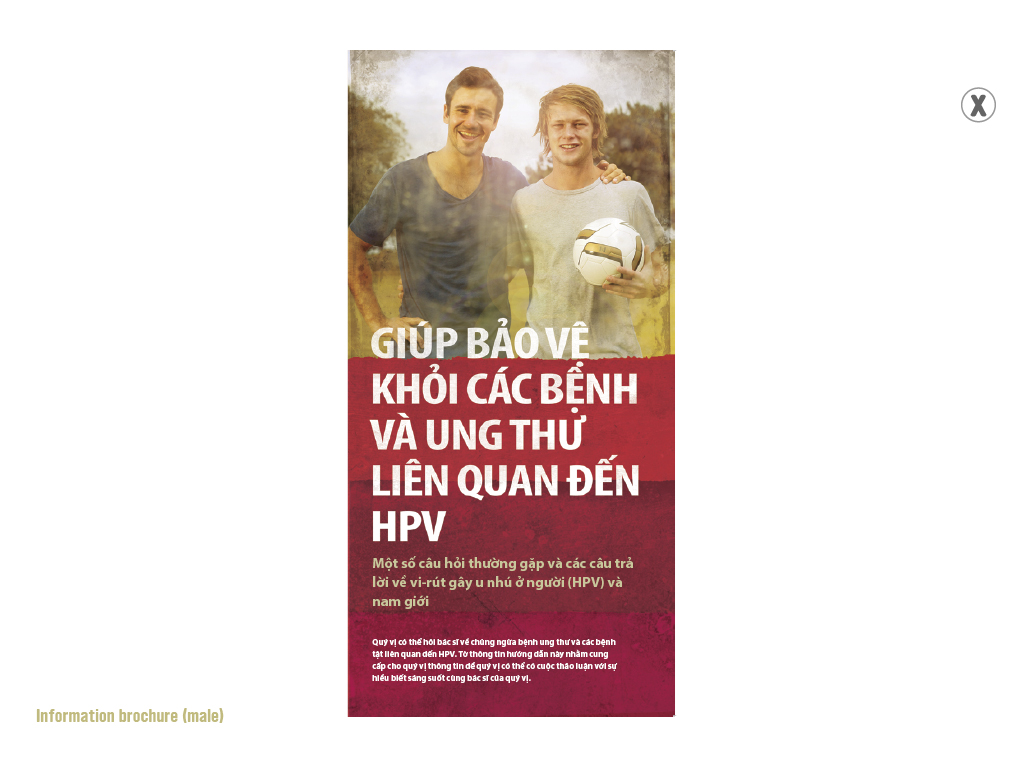 X
GIÚP BẢO VỆ
KHỎI CÁC BỆNH
VÀ UNG THƯ
LIÊN QUAN ĐẾN
HPV
Một số câu hỏi thường gặp và các câu trả
lời về vi-rút gây u nhú ở người (HPV) và
nam giới
Quý vị có thể hỏi bác sĩ về chủng ngừa bệnh ung thư và các bệnh
tật liên quan đến HPV. Tờ thông tin hướng dẫn này nhằm cung
cấp cho quý vị thông tin để quý vị có thể có cuộc thảo luận với sự
hiểu biết sáng suốt cùng bác sĩ của quý vị.
Information brochure (male)